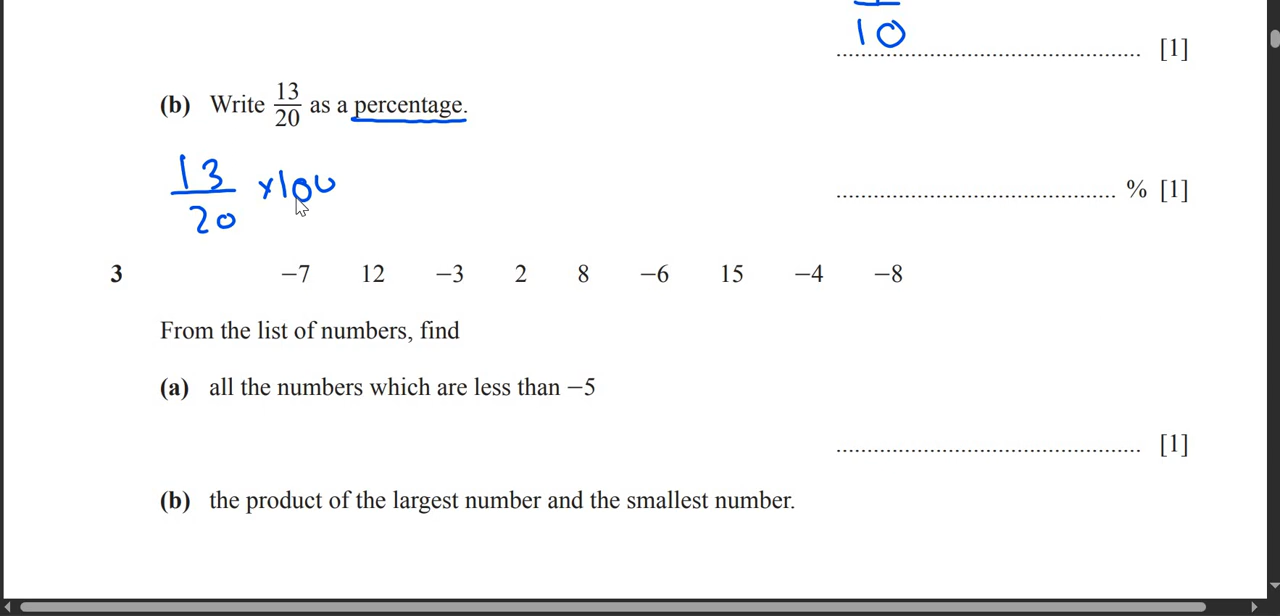 10
[1]
(b) Write 13/20 as a percentage.
13/20 ×100
% [1]
3 −7 12 −3 2 8 −6 15 −4 −8
From the list of numbers, find
(a) all the numbers which are less than −5
[1]
(b) the product of the largest number and the smallest number.